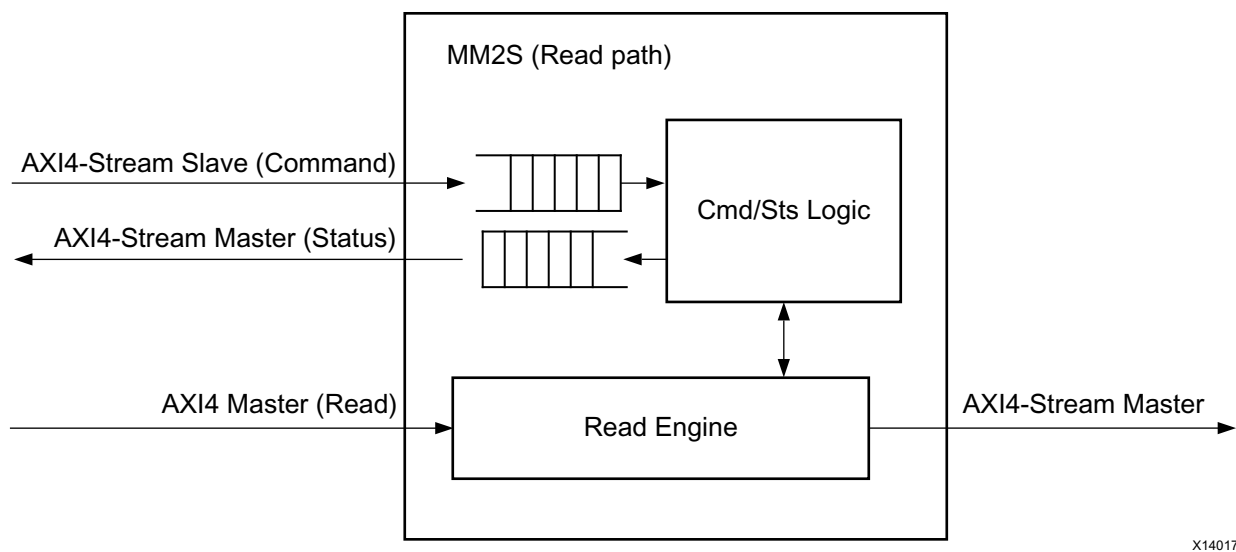 MM2S (Read path)
AXI4-Stream Slave (Command)
Cmd/Sts Logic
AXI4-Stream Master (Status)
AXI4 Master (Read)
Read Engine
AXI4-Stream Master
X14017